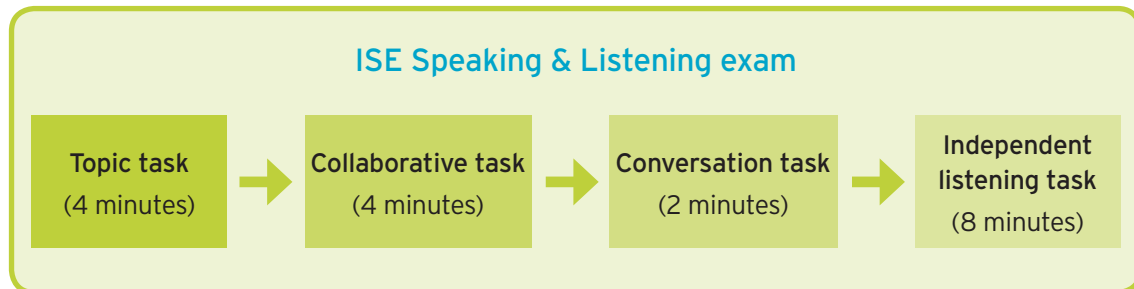 ISE Speaking & Listening exam
Topic task
(4 minutes)
Collaborative task
(4 minutes)
Conversation task
(2 minutes)
Independent
listening task
(8 minutes)